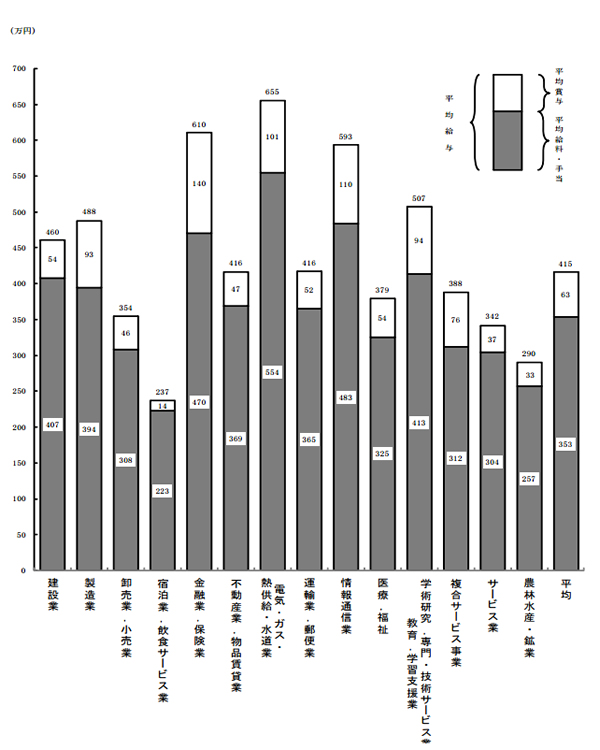 (万円)
700
650
600
550
500
450
400
350
300
250
200
150
100
50
0
460
54
407
488
93
394
354
46
308
237
14
223
610
140
470
416
47
369
655
101
554
416
52
365
593
110
483
379
54
325
507
94
413
388
76
312
342
37
304
290
33
257
415
63
353
平均給与
平均賞与
平均給料・手当
建設業
製造業
卸売業,小売業
宿泊業,飲食サービス業
金融業,保険業
不動産業,物品賃貸業
電気・ガス・
熱供給・水道業
運輸業,郵便業
情報通信業
医療,福祉
学術研究,専門・技術サービス業
教育,学習支援業
複合サービス事業
サービス業
農林水産・鉱業
平均